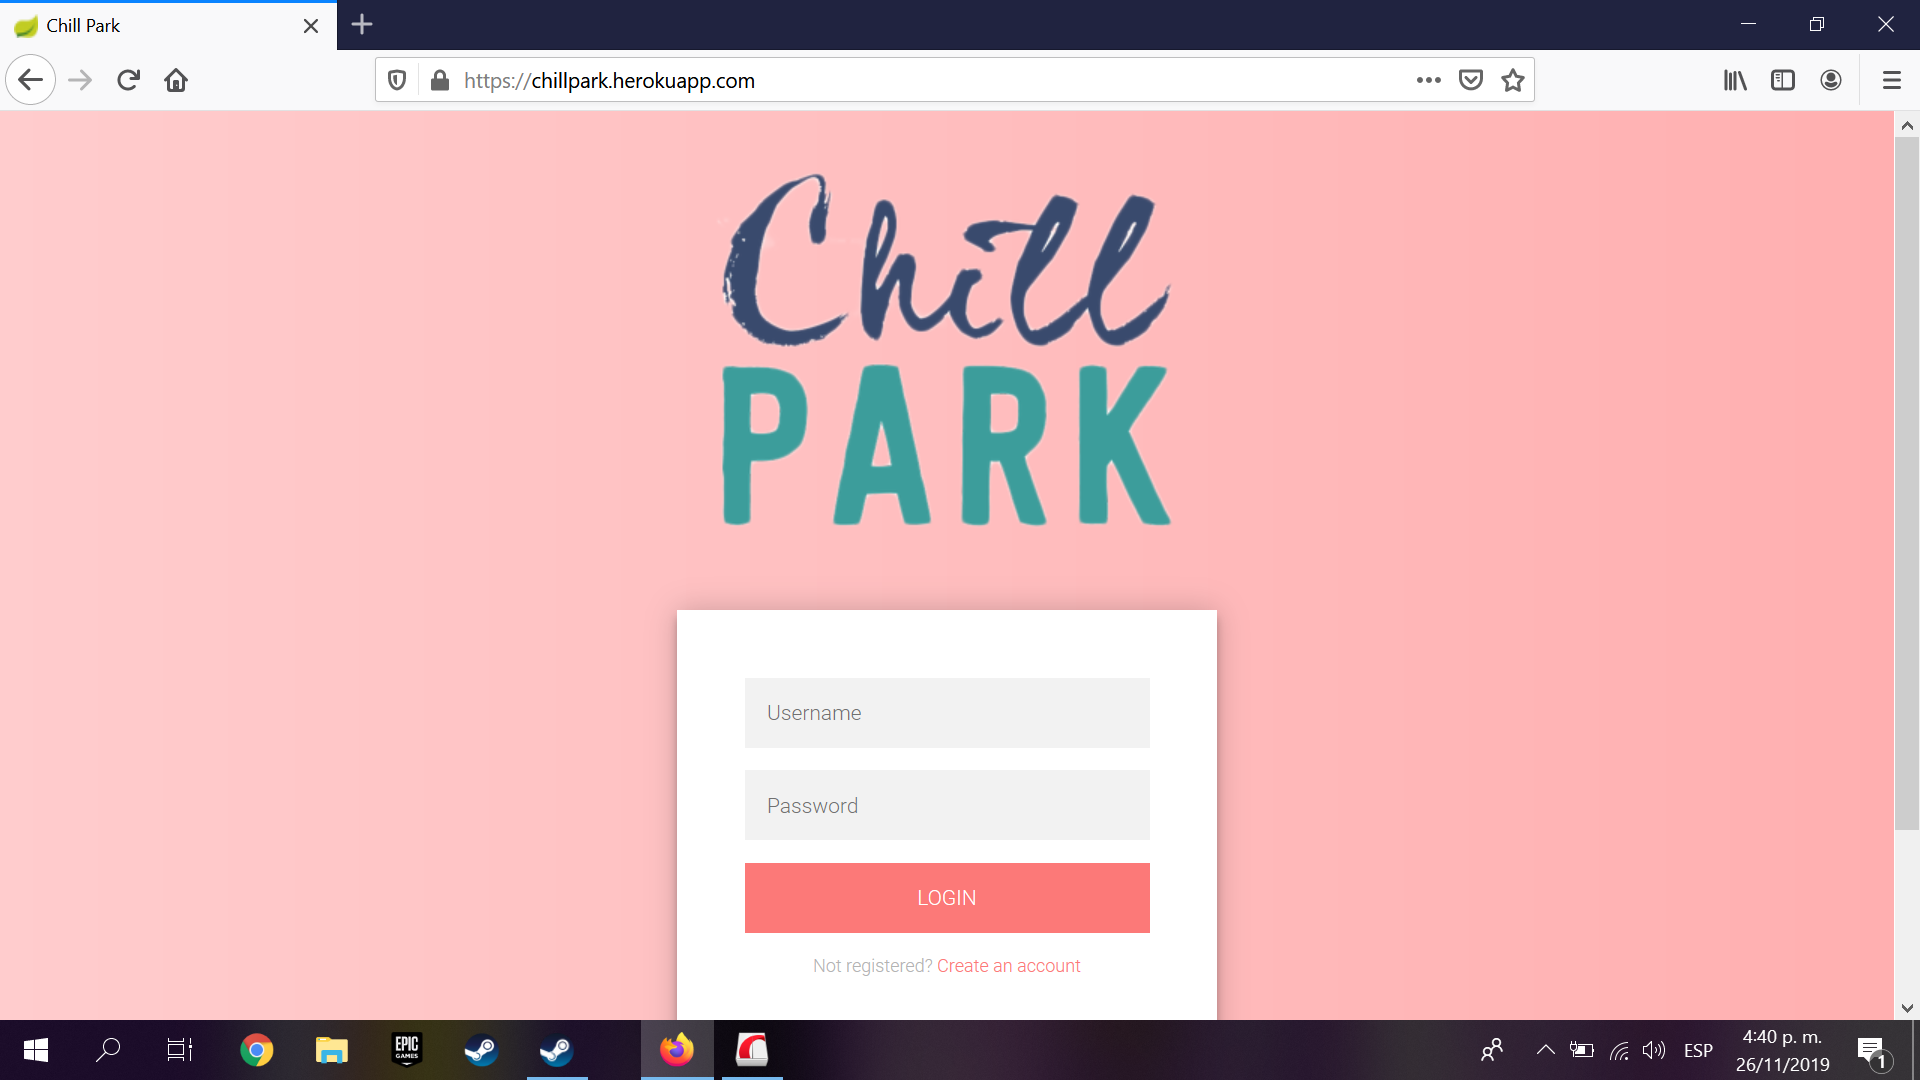 Chill Park
https://chillpark.herokuapp.com
Chill
PARK
Username
Password
LOGIN
Not registered? Create an account
EPIC
GAMES
ESP
4:40 p. m.
26/11/2019
1